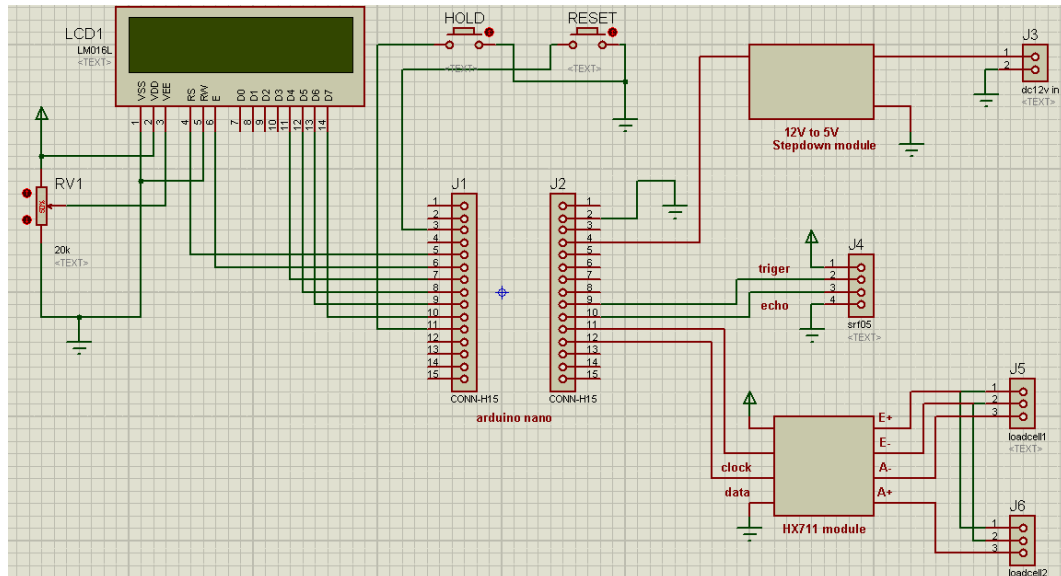 LCD1
LM016L
<TEXT>
VSS VDD VEE RS RW E D0 D1 D2 D3 D4 D5 D6 D7
1 2 3 4 5 6 7 8 9 10 11 12 13 14
HOLD
<TEXT>
RESET
<TEXT>
J3
1
2
dc12v in
<TEXT>
12V to 5V
Stepdown module
RV1
50%
20k
<TEXT>
J1
1
2
3
4
5
6
7
8
9
10
11
12
13
14
15
CONN-H15
J2
1
2
3
4
5
6
7
8
9
10
11
12
13
14
15
CONN-H15
arduino nano
J4
triger
echo
1
2
3
4
srf05
<TEXT>
E+
E-
A-
A+
clock
data
HX711 module
J5
1
2
3
loadcell1
<TEXT>
J6
1
2
3
loadcell2